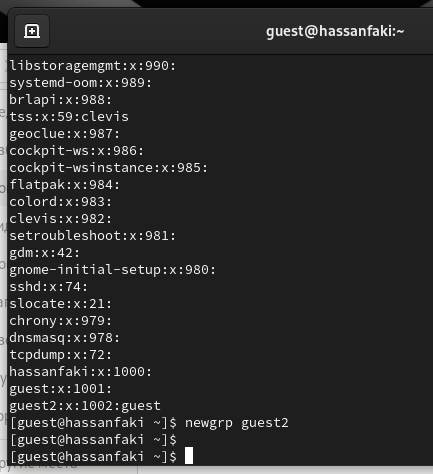 guest@hassanfaki:~
libstoragemgmt:x:990:
systemd-oom:x:989:
brlapi:x:988:
tss:x:59:clevis
geoclue:x:987:
cockpit-ws:x:986:
cockpit-wsinstance:x:985:
flatpak:x:984:
colord:x:983:
clevis:x:982:
setroubleshoot:x:981:
gdm:x:42:
gnome-initial-setup:x:980:
sshd:x:74:
slocate:x:21:
chrony:x:979:
dnsmasq:x:978:
tcpdump:x:72:
hassanfaki:x:1000:
guest:x:1001:
guest2:x:1002:guest
[guest@hassanfaki ~]$ newgrp guest2
[guest@hassanfaki ~]$
[guest@hassanfaki ~]$